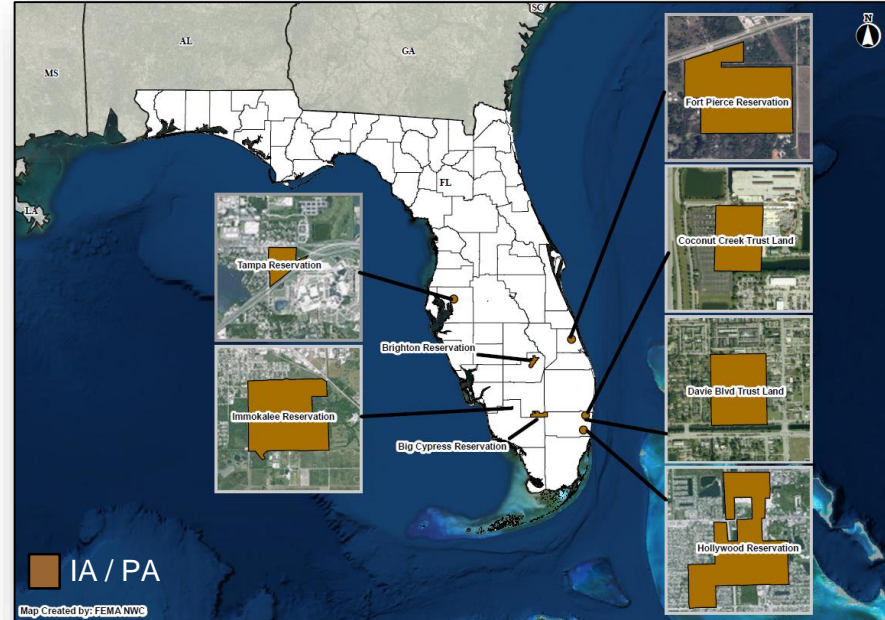 SC
N
AL
GA
MS
Fort Pierce Reservation
FL
LA
Coconut Creek Trust Land
Tampa Reservation
Brighton Reservation
Davie Blvd Trust Land
Immokalee Reservation
Big Cypress Reservation
Hollywood Reservation
IA / PA
Map Created by: FEMA NWC